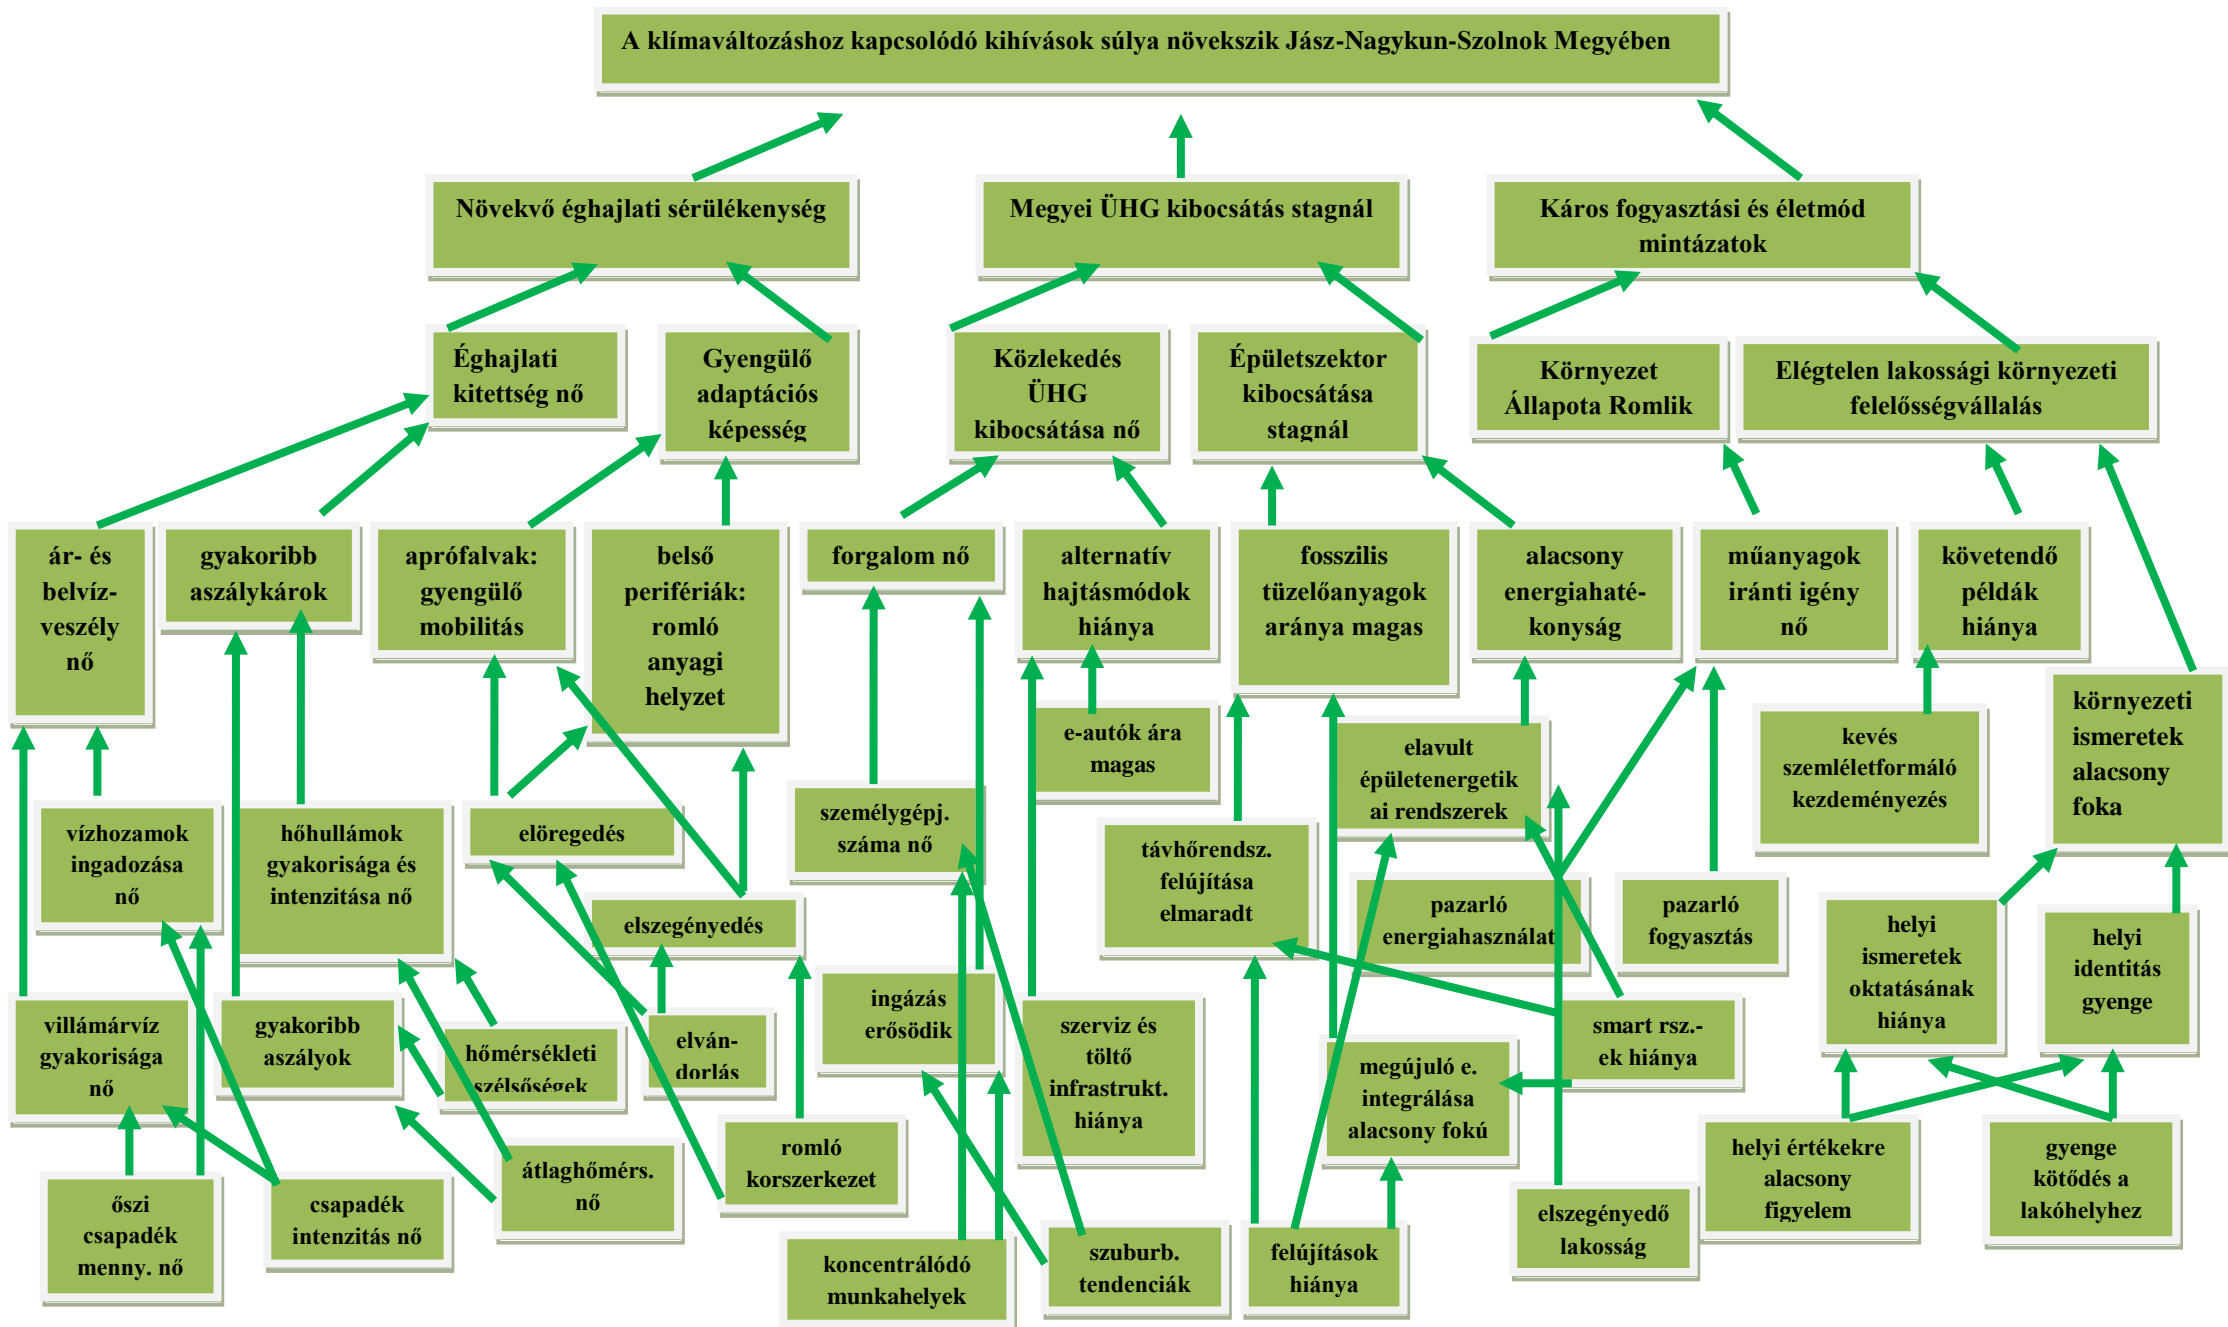 A klímaváltozáshoz kapcsolódó kihívások súlya növekszik Jász-Nagykun-Szolnok Megyében
Növekvő éghajlati sérülékenység
Megyei ÜHG kibocsátás stagnál
Káros fogyasztási és életmód
mintázatok
Éghajlati
kitettség nő
Gyengülő
adaptációs
képesség
Közlekedés
ÜHG
kibocsátása nő
Épületszektor
kibocsátása
stagnál
Környezet
Állapota Romlik
Elégtelen lakossági környezeti
felelősségvállalás
ár- és
belvíz-
veszély
nő
gyakoribb
aszálykárok
aprófalvak:
gyengülő
mobilitás
belső
perifériák:
romló
anyagi
helyzet
forgalom nő
alternatív
hajtásmódok
hiánya
fosszilis
tüzelőanyagok
aránya magas
alacsony
energiahaté-
konyság
műanyagok
iránti igény
nő
követendő
példák
hiánya
környezeti
ismeretek
alacsony
foka
e-autók ára
magas
elavult
épületenergetik
ai rendszerek
kevés
szemléletformáló
kezdeményezés
vízhozamok
ingadozása
nő
hőhullámok
gyakorisága és
intenzitása nő
elöregedés
személygépj.
száma nő
távhőrendsz.
felújítása
elmaradt
pazarló
energiahasználat
pazarló
fogyasztás
elszegényedés
helyi
ismeretek
oktatásának
hiánya
helyi
identitás
gyenge
villámárvíz
gyakorisága
nő
gyakoribb
aszályok
hőmérsékleti
szélsőségek
elván-
dorlás
ingázás
erősödik
szerviz és
töltő
infrastrukt.
hiánya
megújuló e.
integrálása
alacsony fokú
smart rsz.-
ek hiánya
őszi
csapadék
menny. nő
csapadék
intenzitás nő
átlaghőmérs.
nő
romló
korszerkezet
koncentrálódó
munkahelyek
szuburb.
tendenciák
felújítások
hiánya
elszegényedő
lakosság
helyi értékekre
alacsony
figyelem
gyenge
kötődés a
lakóhelyhez